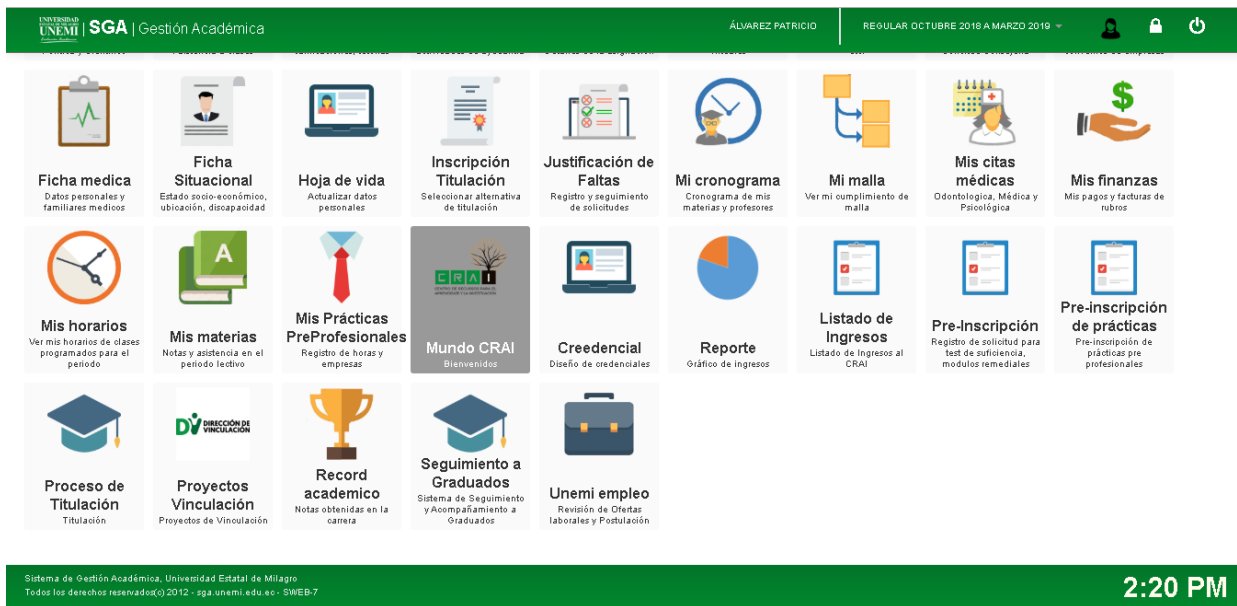 UNIVERSIDAD
UNEMI | SGA | Gestión Académica
ÁLVAREZ PATRICIO
REGULAR OCTUBRE 2018 A MARZO 2019
Ficha medica
Datos personales y
familiares medicos
Ficha
Situacional
Estado socio-económico,
ubicación, discapacidad
Hoja de vida
Actualizar datos
personales
Inscripción
Titulación
Seleccionar alternativa
de titulación
Justificación de
Faltas
Registro y seguimiento
de solicitudes
Mi cronograma
Cronograma de mis
materias y profesores
Mi malla
Ver mi cumplimiento de
malla
Mis citas
médicas
Odontologica, Médica y
Psicológica
Mis finanzas
Mis pagos y facturas de
rubros
Mis horarios
Ver mis horarios de clases
programados para el
periodo
A
Mis materias
Notas y asistencia en el
periodo lectivo
Mis Prácticas
PreProfesionales
Registro de horas y
empresas
CRAI
CENTRO DE RECURSOS PARA EL
APRENDIZAJE Y LA INVESTIGACIÓN
Mundo CRAI
Bienvenidos
Creedencial
Diseño de credenciales
Reporte
Gráfico de ingresos
Listado de
Ingresos
Listado de Ingresos al
CRAI
Pre-Inscripción
Registro de solicitud para
test de suficiencia,
modulos remediales
Pre-inscripción
de prácticas
Pre-inscripción de
prácticas pre
profesionales
Proceso de
Titulación
Titulación
DV DIRECCIÓN DE
VINCULACIÓN
Proyectos
Vinculación
Proyectos de Vinculación
Record
academico
Notas obtenidas en la
carrera
Seguimiento a
Graduados
Sistema de Seguimiento
y Acompañamiento a
Graduados
Unemi empleo
Revisión de Ofertas
laborales y Postulación
Sistema de Gestión Académica, Universidad Estatal de Milagro
Todos los derechos reservados(c) 2012 - sga.unemi.edu.ec - SWEB-7
2:20 PM